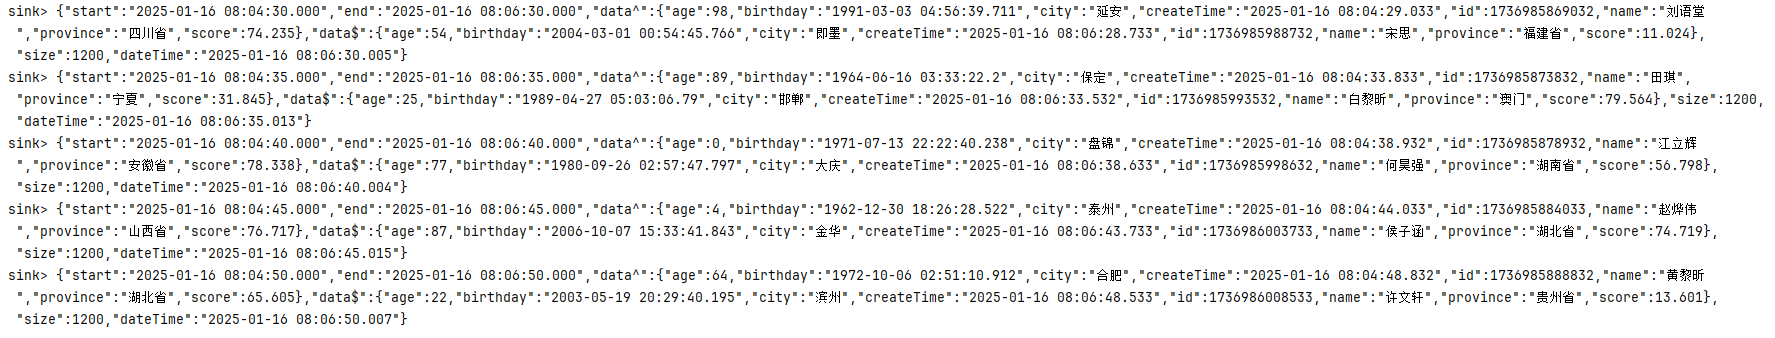 sink> {"start":"2025-01-16 08:04:30.000","end":"2025-01-16 08:06:30.000","data^":{"age":98,"birthday":"1991-03-03 04:56:39.711","city":"延安","createTime":"2025-01-16 08:04:29.033","id":1736985869032,"name":"刘语堂
","province":"四川省","score":74.235},"data$":{"age":54,"birthday":"2004-03-01 00:54:45.766","city":"即墨","createTime":"2025-01-16 08:06:28.733","id":1736985988732,"name":"宋思","province":"福建省","score":11.024},
"size":1200,"dateTime":"2025-01-16 08:06:30.005"}
sink> {"start":"2025-01-16 08:04:35.000","end":"2025-01-16 08:06:35.000","data^":{"age":89,"birthday":"1964-06-16 03:33:22.2","city":"保定","createTime":"2025-01-16 08:04:33.833","id":1736985873832,"name":"田琪",
"province":"宁夏","score":31.845},"data$":{"age":25,"birthday":"1989-04-27 05:03:06.79","city":"邯郸","createTime":"2025-01-16 08:06:33.532","id":1736985993532,"name":"白黎昕","province":"澳门","score":79.564},"size":1200,
"dateTime":"2025-01-16 08:06:35.013"}
sink> {"start":"2025-01-16 08:04:40.000","end":"2025-01-16 08:06:40.000","data^":{"age":0,"birthday":"1971-07-13 22:22:40.238","city":"盘锦","createTime":"2025-01-16 08:04:38.932","id":1736985878932,"name":"江立辉
","province":"安徽省","score":78.338},"data$":{"age":77,"birthday":"1980-09-26 02:57:47.797","city":"大庆","createTime":"2025-01-16 08:06:38.633","id":1736985998632,"name":"何昊强","province":"湖南省","score":56.798},
"size":1200,"dateTime":"2025-01-16 08:06:40.004"}
sink> {"start":"2025-01-16 08:04:45.000","end":"2025-01-16 08:06:45.000","data^":{"age":4,"birthday":"1962-12-30 18:26:28.522","city":"泰州","createTime":"2025-01-16 08:04:44.033","id":1736985884033,"name":"赵烨伟
","province":"山西省","score":76.717},"data$":{"age":87,"birthday":"2006-10-07 15:33:41.843","city":"金华","createTime":"2025-01-16 08:06:43.733","id":1736986003733,"name":"侯子涵","province":"湖北省","score":74.719},
"size":1200,"dateTime":"2025-01-16 08:06:45.015"}
sink> {"start":"2025-01-16 08:04:50.000","end":"2025-01-16 08:06:50.000","data^":{"age":64,"birthday":"1972-10-06 02:51:10.912","city":"合肥","createTime":"2025-01-16 08:04:48.832","id":1736985888832,"name":"黄黎昕
","province":"湖北省","score":65.605},"data$":{"age":22,"birthday":"2003-05-19 20:29:40.195","city":"滨州","createTime":"2025-01-16 08:06:48.533","id":1736986008533,"name":"许文轩","province":"贵州省","score":13.601},
"size":1200,"dateTime":"2025-01-16 08:06:50.007"}